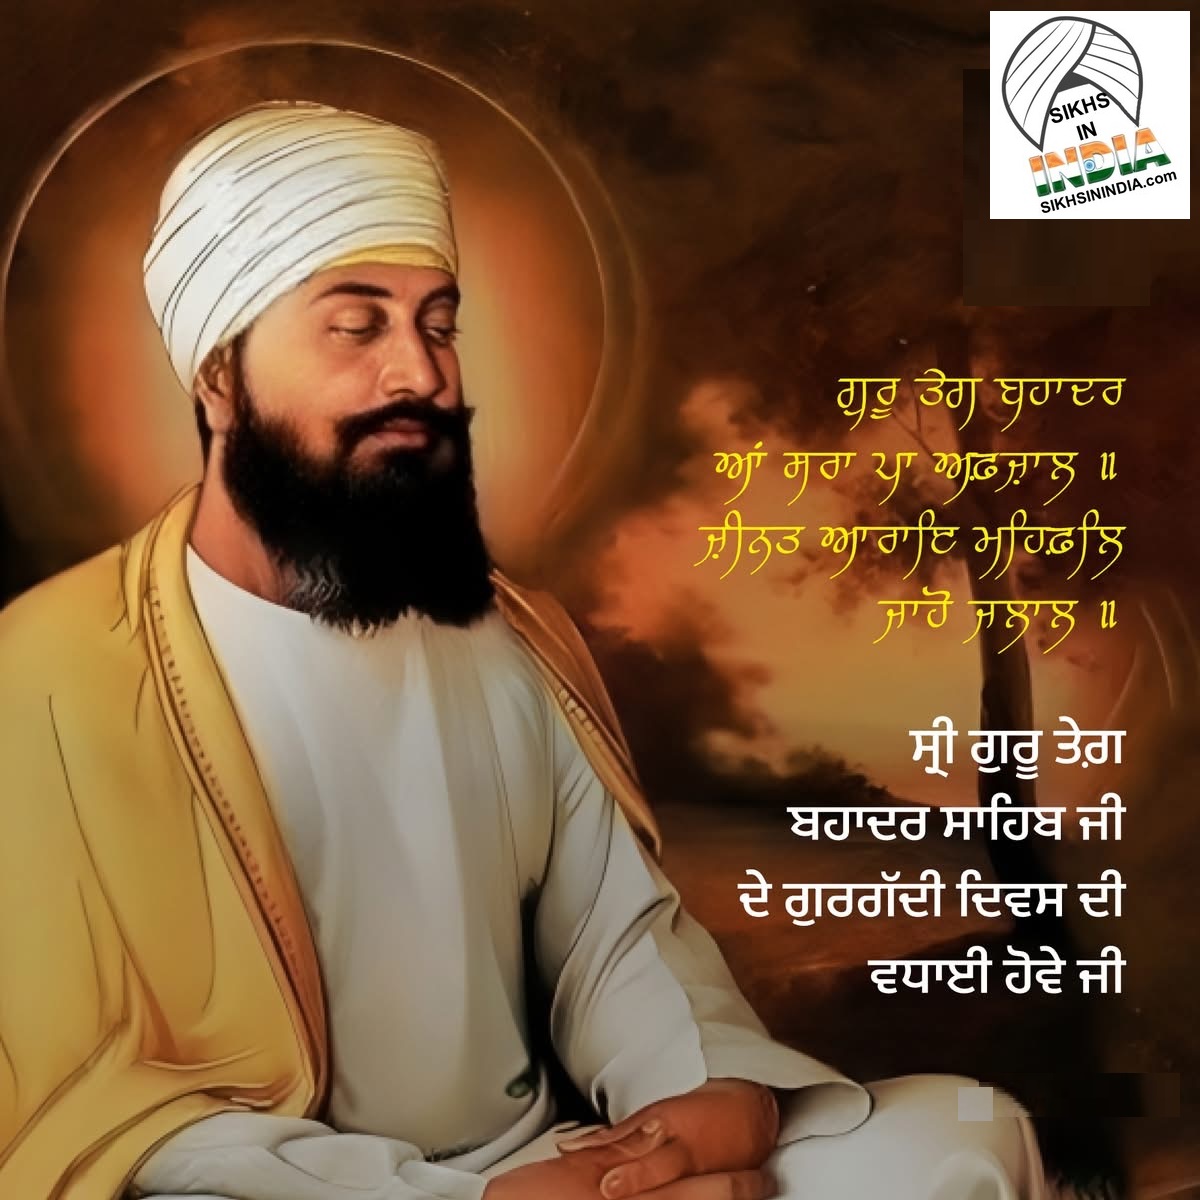 SIKHS
IN
INDIA
SIKHSININDIA.com
ਗੁਰੂ ਤੇਗ ਬਹਾਦਰ
ਆਂ ਸਰਾ ਪਾ ਅਫ਼ਜ਼ਾਲ ॥
ਜ਼ੀਨਤ ਆਰਾਇ ਮਹਿਫ਼ਲਿ
ਜਾਹੋ ਜਲਾਲ ॥
ਸ੍ਰੀ ਗੁਰੂ ਤੇਗ਼
ਬਹਾਦਰ ਸਾਹਿਬ ਜੀ
ਦੇ ਗੁਰਗੱਦੀ ਦਿਵਸ ਦੀ
ਵਧਾਈ ਹੋਵੇ ਜੀ